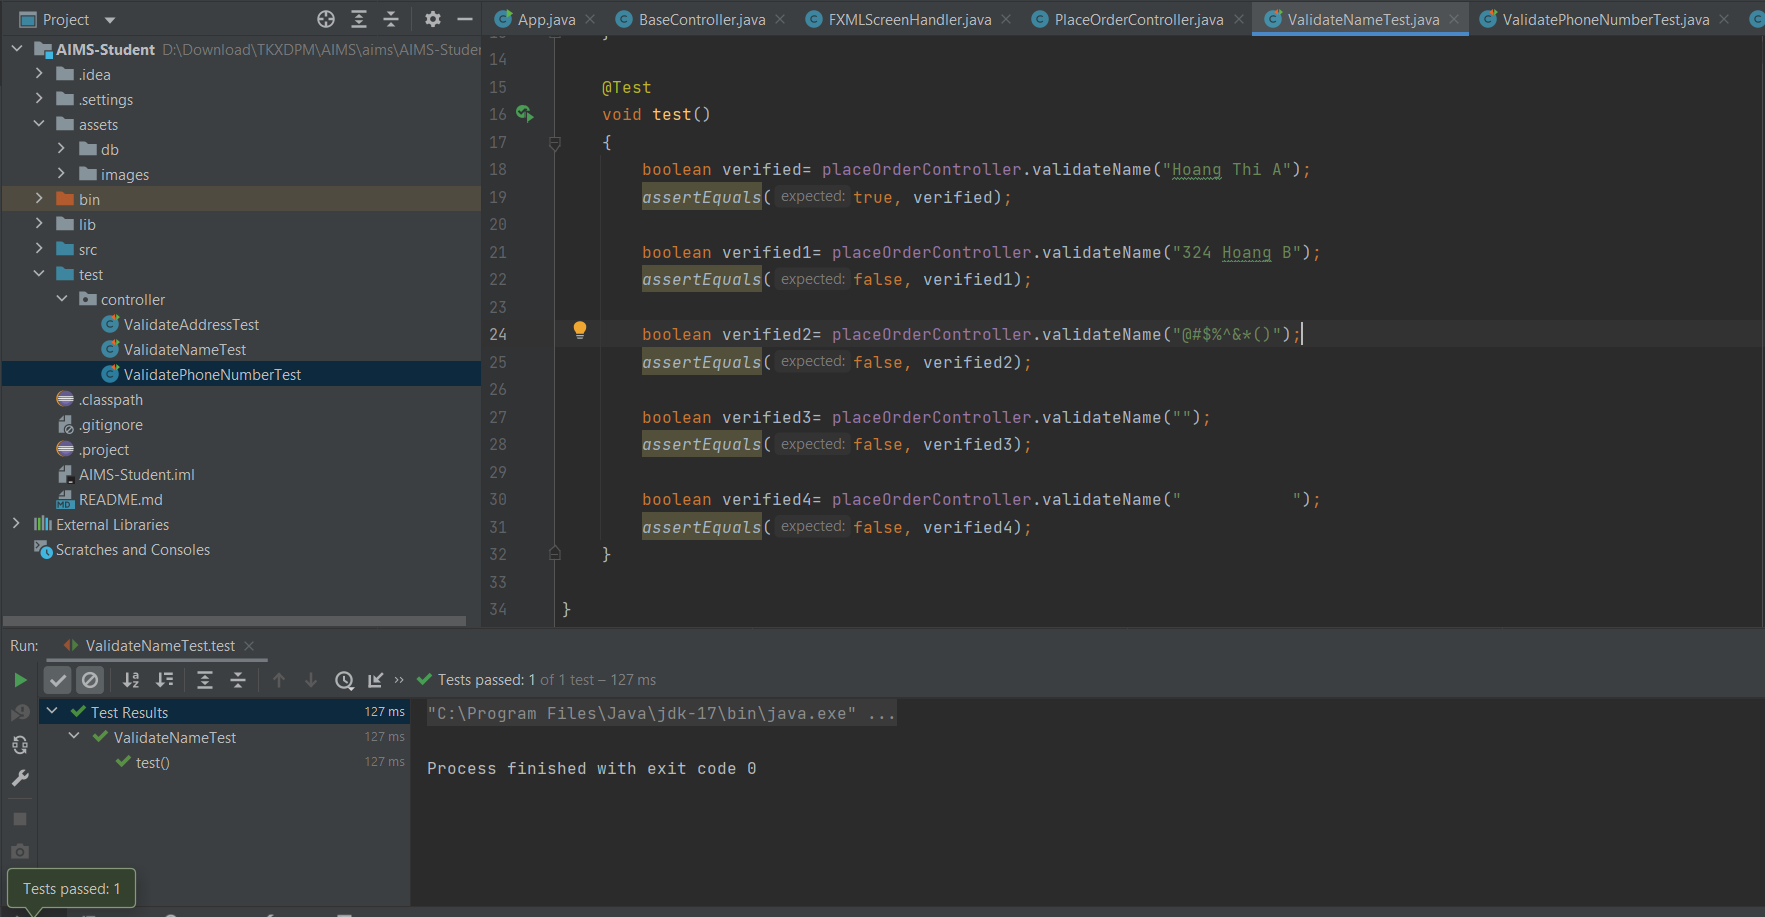 Project
App.java
BaseController.java
FXMLScreenHandler.java
PlaceOrderController.java
ValidateNameTest.java
ValidatePhoneNumberTest.java
AIMS-Student D:\Download\TKXDPM\AIMS\aims\AIMS-Stude
.idea
.settings
assets
db
images
bin
lib
src
test
controller
ValidateAddressTest
ValidateNameTest
ValidatePhoneNumberTest
.classpath
.gitignore
.project
AIMS-Student.iml
README.md
External Libraries
Scratches and Consoles
14
15 @Test
16 void test()
17 {
18 boolean verified= placeOrderController.validateName("Hoang Thi A");
19 assertEquals( expected: true, verified);
20
21 boolean verified1= placeOrderController.validateName("324 Hoang B");
22 assertEquals( expected: false, verified1);
23
24 boolean verified2= placeOrderController.validateName("@#$%^&*()");
25 assertEquals( expected: false, verified2);
26
27 boolean verified3= placeOrderController.validateName("");
28 assertEquals( expected: false, verified3);
29
30 boolean verified4= placeOrderController.validateName("           ");
31 assertEquals( expected: false, verified4);
32 }
33
34 }
Run: ValidateNameTest.test
Tests passed: 1 of 1 test – 127 ms
Test Results 127 ms
ValidateNameTest 127 ms
test() 127 ms
"C:\Program Files\Java\jdk-17\bin\java.exe" ...
Process finished with exit code 0
Tests passed: 1